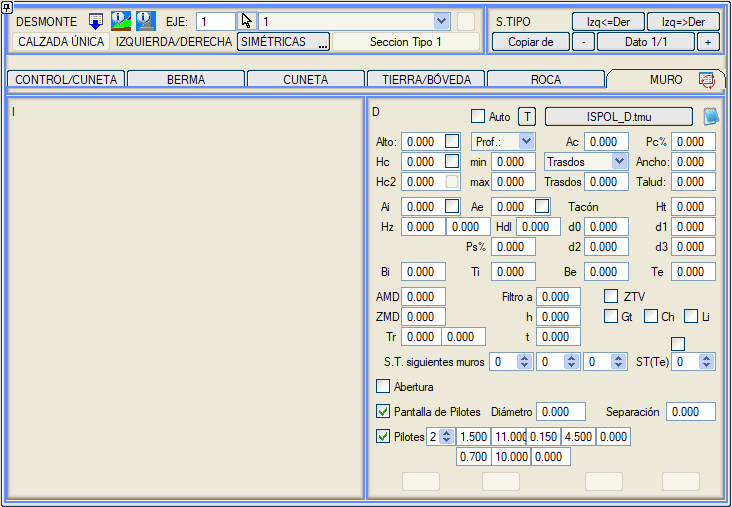 DESMONTE EJE: 1 1
S.TIPO Izq<=Der Izq=>Der
CALZADA ÚNICA IZQUIERDA/DERECHA SIMÉTRICAS ... Seccion Tipo 1
Copiar de - Dato 1/1 +
CONTROL/CUNETA BERMA CUNETA TIERRA/BÓVEDA ROCA MURO
I
D Auto T ISPOL_D.tmu
Alto: 0.000 Prof.: Ac 0.000 Pc% 0.000
Hc 0.000 min 0.000 Trasdos Ancho: 0.000
Hc2 0.000 max 0.000 Trasdos 0.000 Talud: 0.000
Ai 0.000 Ae 0.000 Tacón Ht 0.000
Hz 0.000 0.000 Hdl 0.000 d0 0.000 d1 0.000
Ps% 0.000 d2 0.000 d3 0.000
Bi 0.000 Ti 0.000 Be 0.000 Te 0.000
AMD 0.000 Filtro a 0.000 ZTV
ZMD 0.000 h 0.000 Gt Ch Li
Tr 0.000 0.000 t 0.000
S.T. siguientes muros 0 0 0 ST(Te) 0
Abertura
Pantalla de Pilotes Diámetro 0.000 Separación 0.000
Pilotes 2 1.500 11.000 0.150 4.500 0.000
0.700 10.000 0.000